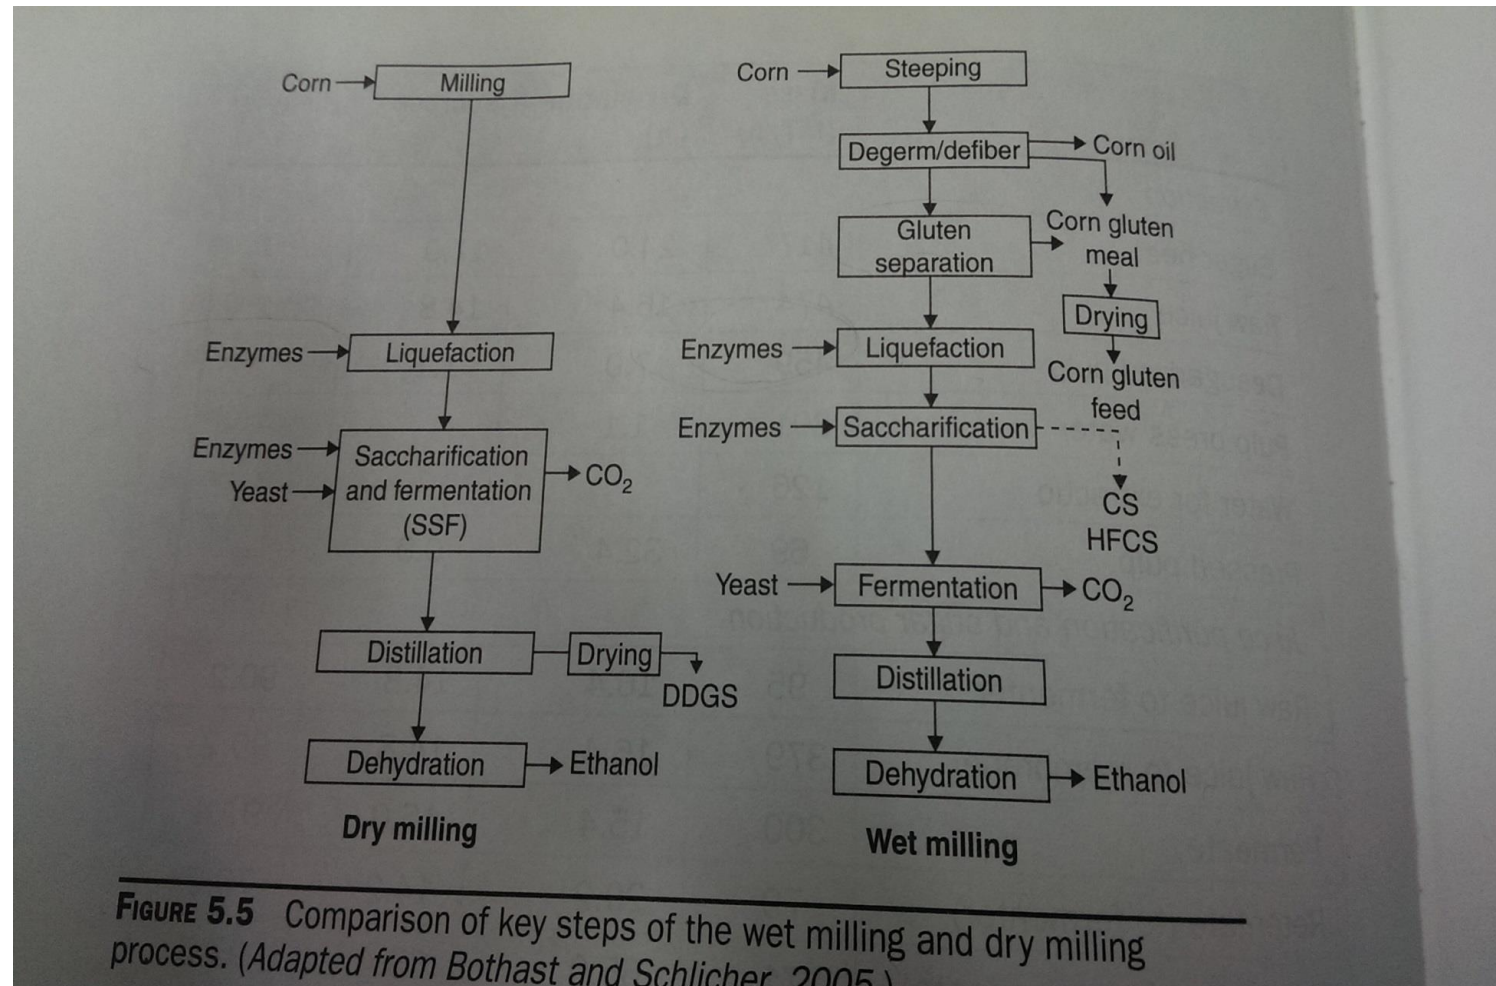 Corn
Milling
Enzymes
Liquefaction
Enzymes
Yeast
Saccharification
and fermentation
(SSF)
CO2
Distillation
Drying
DDGS
Dehydration
Ethanol
Dry milling
Corn
Steeping
Degerm/defiber
Corn oil
Gluten
separation
Corn gluten
meal
Drying
Corn gluten
feed
Enzymes
Liquefaction
Enzymes
Saccharification
CS
HFCS
Yeast
Fermentation
CO2
Distillation
Dehydration
Ethanol
Wet milling
FIGURE 5.5 Comparison of key steps of the wet milling and dry milling
process. (Adapted from Bothast and Schlicher, 2005.)